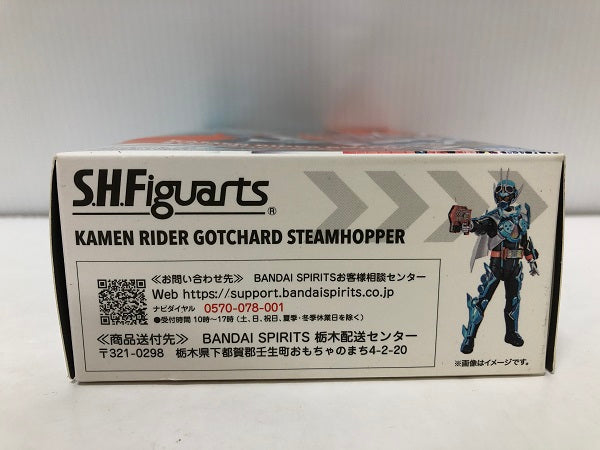 S.H.Figuarts®
KAMEN RIDER GOTCHARD STEAMHOPPER
≪お問い合わせ先≫ BANDAI SPIRITSお客様相談センター
Web https://support.bandaispirits.co.jp
ナビダイヤル 0570-078-001
●受付時間 10時～17時 (土、日、祝日、夏季・冬季休業日を除く)
≪商品送付先≫ BANDAI SPIRITS 栃木配送センター
〒321-0298 栃木県下都賀郡壬生町おもちゃのまち4-2-20
※画像はイメージです。